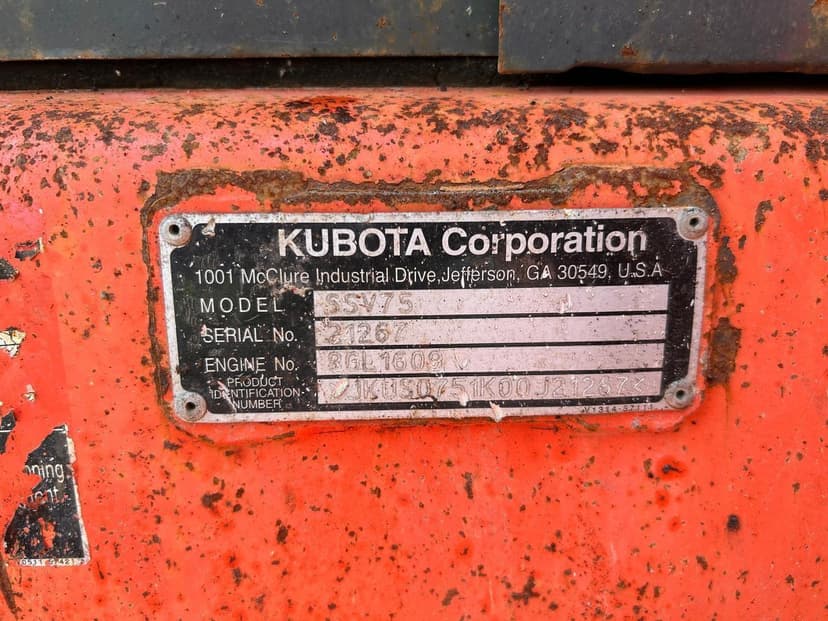 KUBOTA Corporation
1001 McClure Industrial Drive, Jefferson, GA 30549, U.S.A
MODEL SSV75
SERIAL No. 21267
ENGINE No.
PRODUCT
IDENTIFICATION
NUMBER